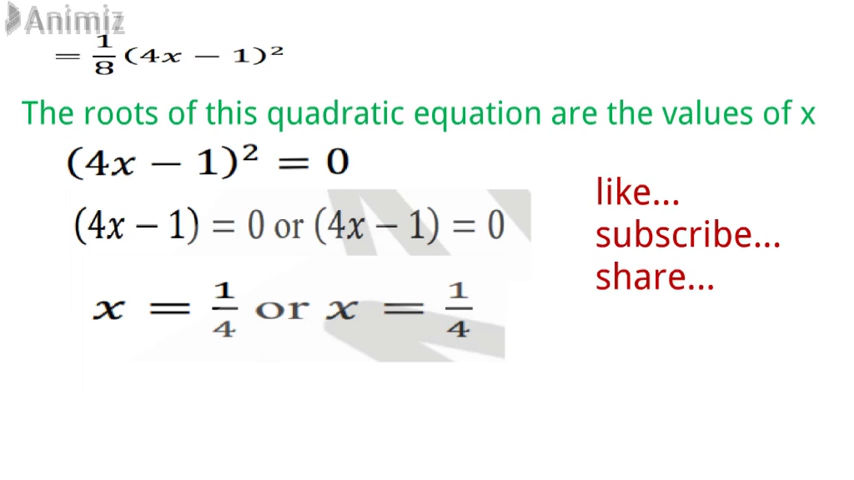 Animiz
= 1/8 (4x − 1)²
The roots of this quadratic equation are the values of x
(4x − 1)² = 0
(4x − 1) = 0 or (4x − 1) = 0
x = 1/4 or x = 1/4
like...
subscribe...
share...